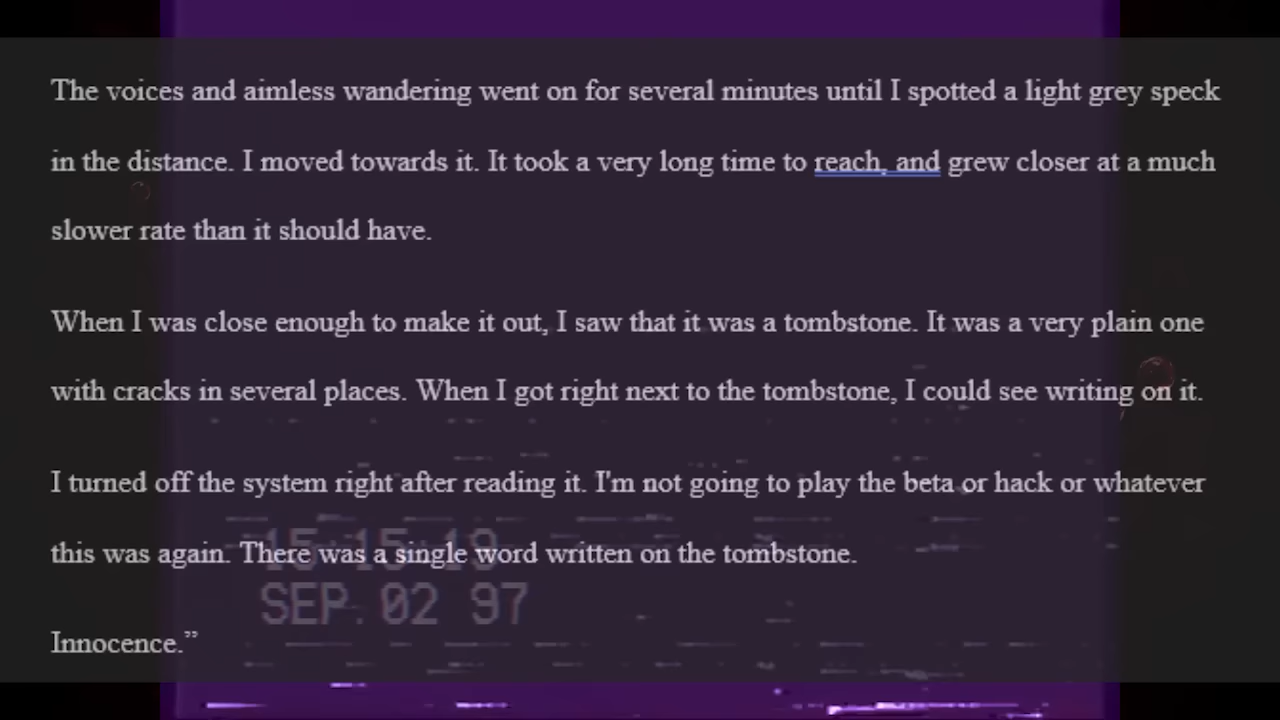 The voices and aimless wandering went on for several minutes until I spotted a light grey speck
in the distance. I moved towards it. It took a very long time to reach, and grew closer at a much
slower rate than it should have.
When I was close enough to make it out, I saw that it was a tombstone. It was a very plain one
with cracks in several places. When I got right next to the tombstone, I could see writing on it.
I turned off the system right after reading it. I'm not going to play the beta or hack or whatever
this was again. There was a single word written on the tombstone.
15:15:19
SEP. 02 97
Innocence.”